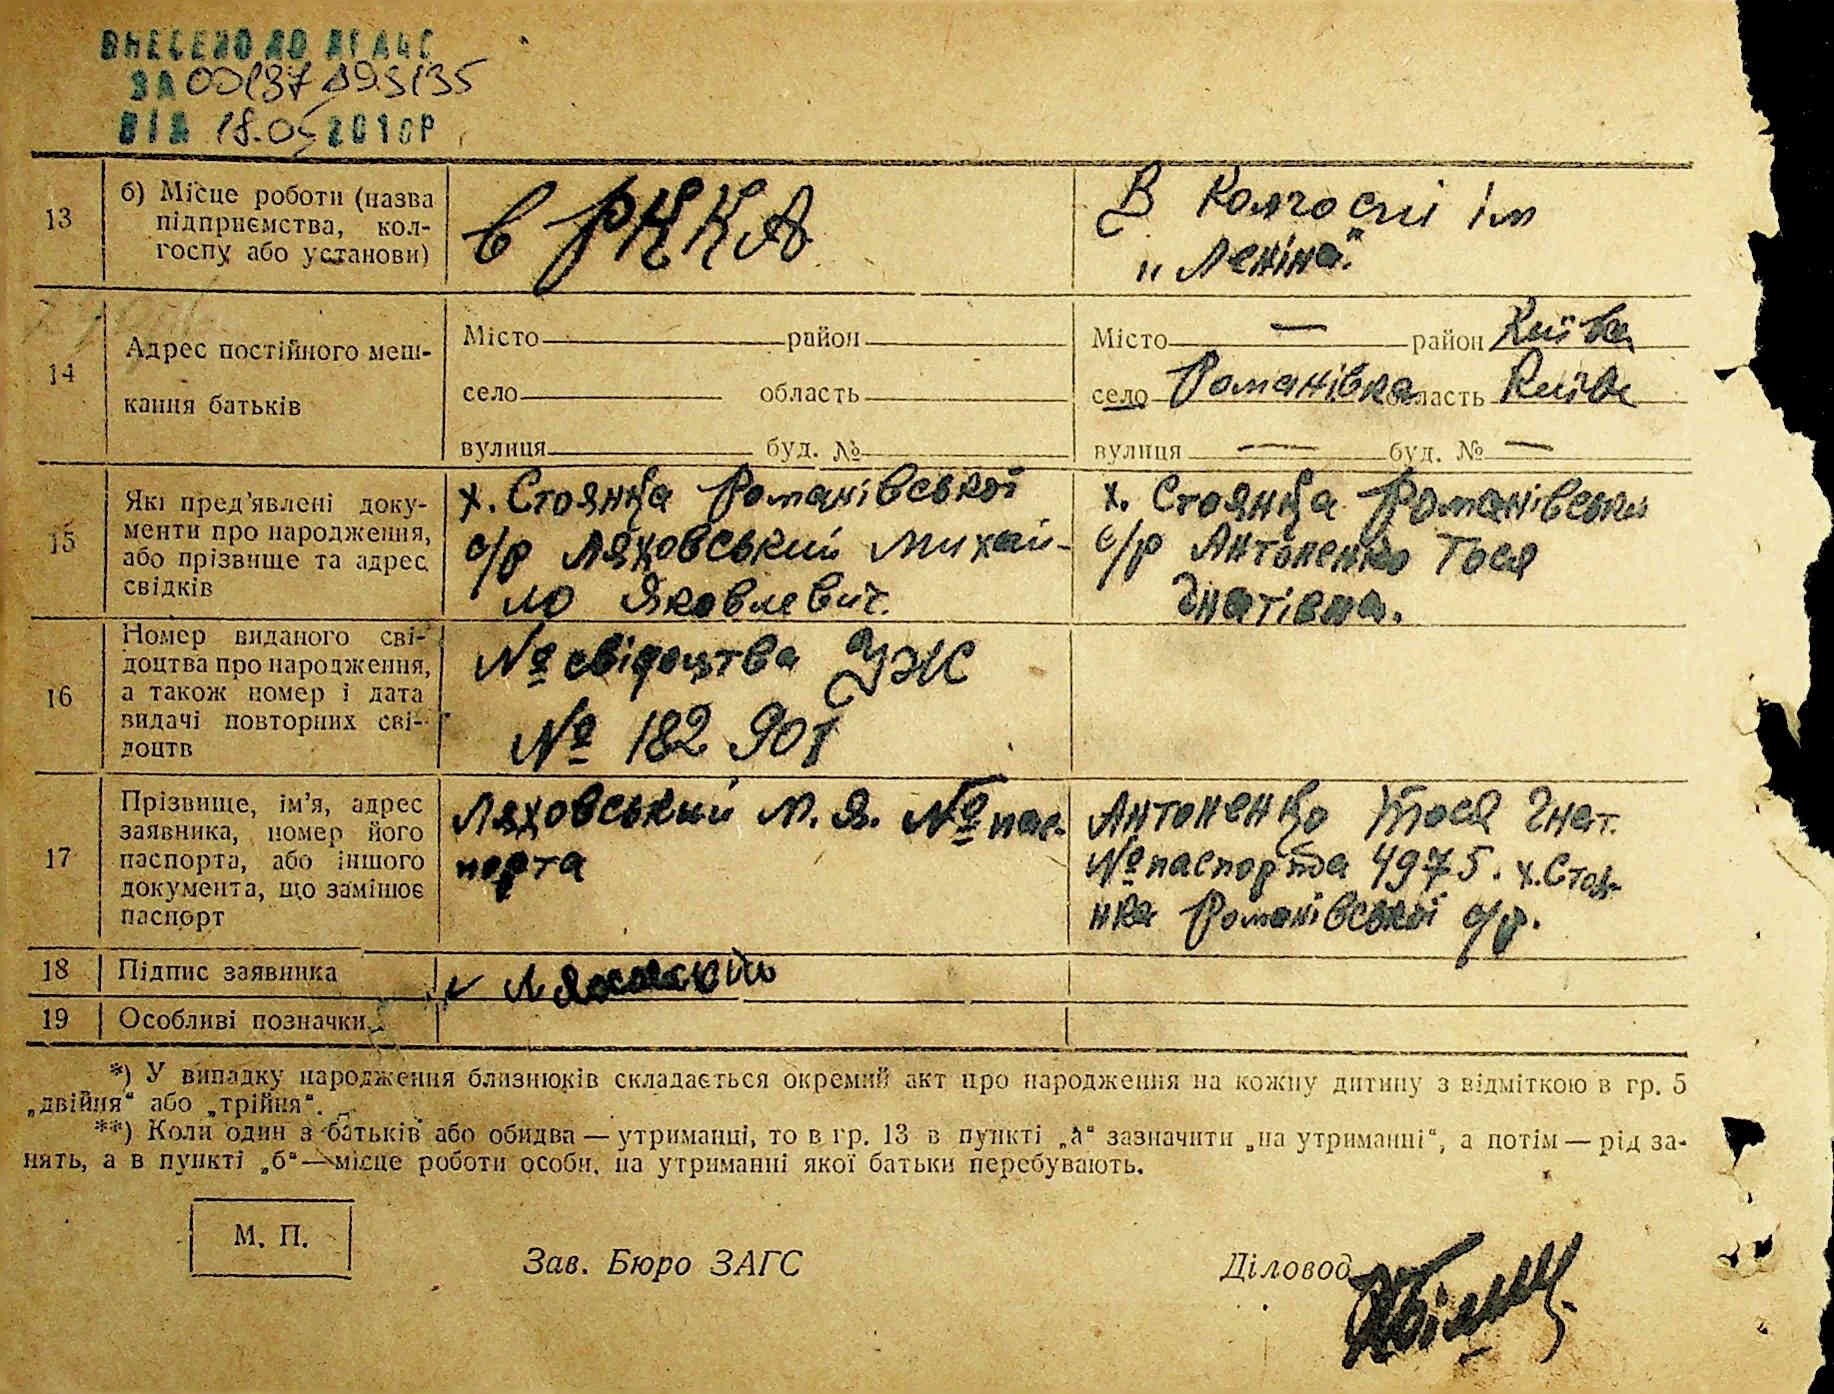 ВНЕСЕНО ДО ДРАЦС
ЗА
ВІД 18.05 2010Р
13
б) Місце роботи (назва
підприємства, кол-
госпу або установи)
в РККА
В Колгоспі ім
„Леніна"
14
Адрес постійного меш-
кання батьків
Місто район
село область
вулиця буд. №
Місто — район Київ
село Романівка область Київ
вулиця — буд. № —
15
Які пред'явлені доку-
менти про народження,
або прізвище та адрес
свідків
х. Стоянка Романівської
с/р Ляховський Михай-
ло Яковлевич.
х. Стоянка Романівськи
с/р Антоненко Тося
Гнатівна.
16
Номер виданого сві-
доцтва про народження,
а також номер і дата
видачі повторних сві-
доцтв
№ свідоцтва УЖ
№ 182 901
17
Прізвище, ім'я, адрес
заявника, номер його
паспорта, або іншого
документа, що замінює
паспорт
Ляховський М. Я. № пас-
порта
Антоненко Тося Гнат.
№ паспорта 4975. х. Стоя-
нка Романівської с/р.
18
Підпис заявника
Ляховський
19
Особливі позначки
*) У випадку народження близнюків складається окремий акт про народження на кожну дитину з відміткою в гр. 5
„двійня" або „трійня".
**) Коли один з батьків або обидва — утриманці, то в гр. 13 в пункті „а" зазначити „на утриманні", а потім — рід за-
нять, а в пункті „б" — місце роботи особи, на утриманні якої батьки перебувають.
М. П.
Зав. Бюро ЗАГС
Діловод